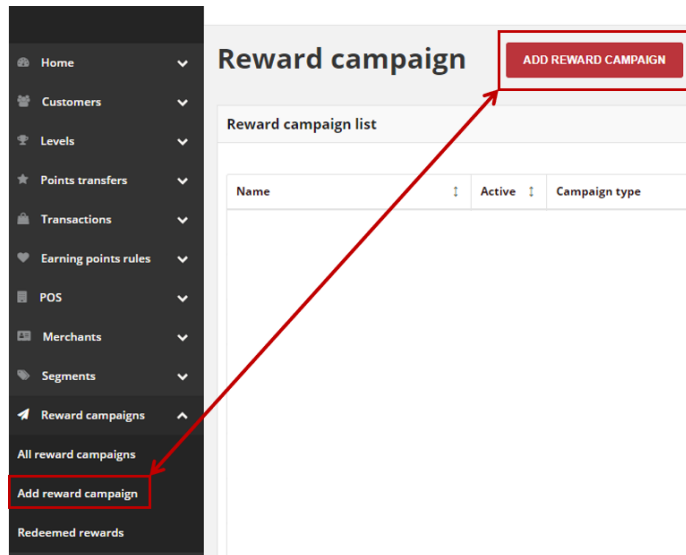 Home
Customers
Levels
Points transfers
Transactions
Earning points rules
POS
Merchants
Segments
Reward campaigns
All reward campaigns
Add reward campaign
Redeemed rewards
Reward campaign
ADD REWARD CAMPAIGN
Reward campaign list
Name Active Campaign type